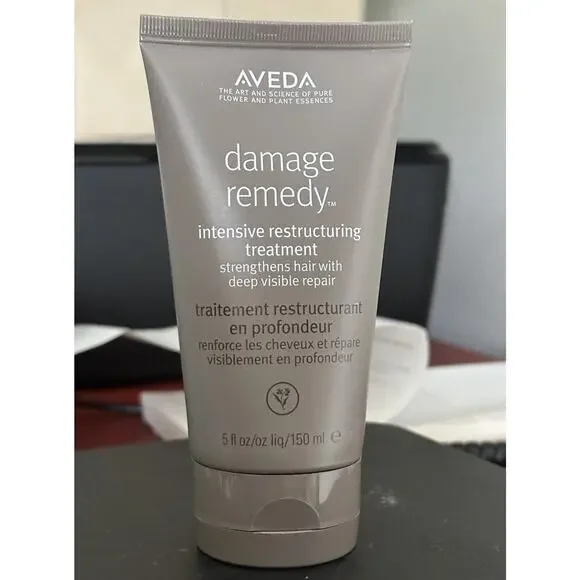 AVEDA
THE ART AND SCIENCE OF PURE
FLOWER AND PLANT ESSENCES
damage
remedy™
intensive restructuring
treatment
strengthens hair with
deep visible repair
traitement restructurant
en profondeur
renforce les cheveux et répare
visiblement en profondeur
5 fl oz/oz liq/150 ml ℮